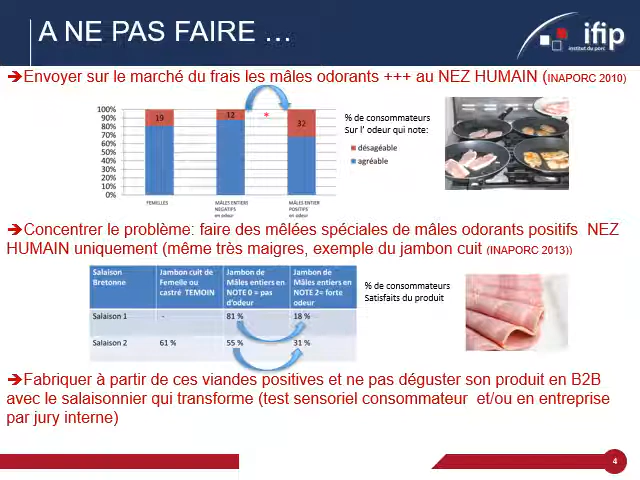 A NE PAS FAIRE …
ifip
institut du porc
➔Envoyer sur le marché du frais les mâles odorants +++ au NEZ HUMAIN (INAPORC 2010)
100%
90%
80%
70%
60%
50%
40%
30%
20%
10%
0%
19
12
*
32
FEMELLES
MÂLES ENTIERS
NEGATIFS
en odeur
MÂLES ENTIER
POSITIFS
en odeur
% de consommateurs
Sur l' odeur qui note:
désagéable
agréable
➔Concentrer le problème: faire des mêlées spéciales de mâles odorants positifs NEZ
HUMAIN uniquement (même très maigres, exemple du jambon cuit (INAPORC 2013))
Salaison Bretonne | Jambon cuit de Femelle ou castré TEMOIN | Jambon de Mâles entiers en NOTE 0 = pas d'odeur | Jambon de Mâles entiers en NOTE 2= forte odeur
Salaison 1 - 81 % 18 %
Salaison 2 61 % 55 % 31 %
% de consommateurs
Satisfaits du produit
➔Fabriquer à partir de ces viandes positives et ne pas déguster son produit en B2B
avec le salaisonnier qui transforme (test sensoriel consommateur et/ou en entreprise
par jury interne)
4